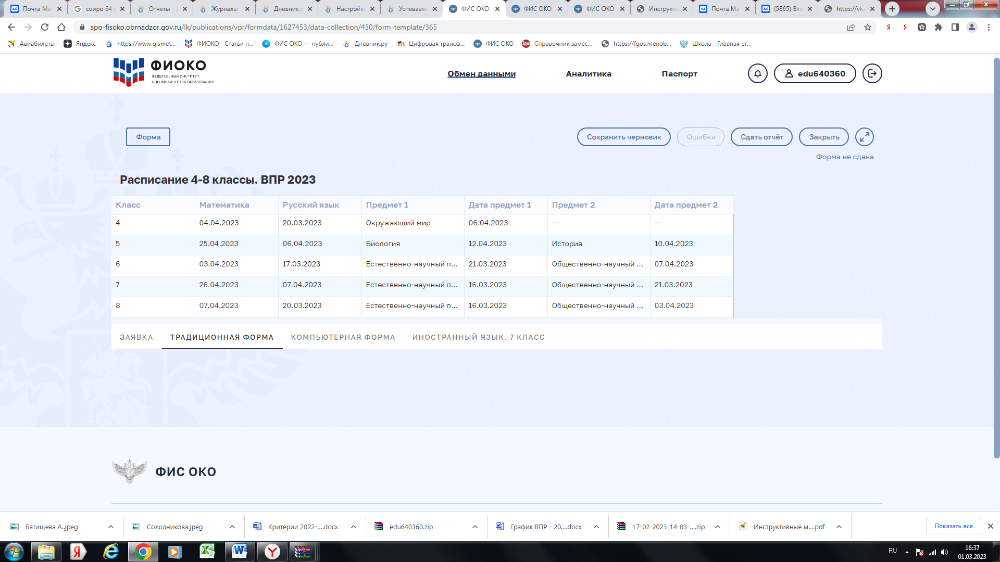 Почта Ma
соиро 64 с
Отчеты - Д
Журналы
Дневник.р
Настройк
Успеваемо
ФИС ОКО
ФИС ОКО
ФИС ОКО
Инструкти
Почта Ma
(5865) Вхо
https://vk.
spo-fisoko.obrnadzor.gov.ru/lk/publications/vpr/formdata/1627453/data-collection/450/form-template/365
Авиабилеты
Яндекс
https://www.gismet...
ФИОКО - Статьи п...
ФИС ОКО — публи...
Дневник.ру
Цифровая трансф...
ФИС ОКО
Справочник замес...
https://fgos.menob...
Школа - Главная ст...
ФИОКО
ФЕДЕРАЛЬНЫЙ ИНСТИТУТ
ОЦЕНКИ КАЧЕСТВА ОБРАЗОВАНИЯ
Обмен данными
Аналитика
Паспорт
edu640360
Форма
Сохранить черновик
Ошибки
Сдать отчёт
Закрыть
Форма не сдана
Расписание 4-8 классы. ВПР 2023
Класс Математика Русский язык Предмет 1 Дата предмет 1 Предмет 2 Дата предмет 2
4 04.04.2023 20.03.2023 Окружающий мир 06.04.2023 --- ---
5 25.04.2023 06.04.2023 Биология 12.04.2023 История 10.04.2023
6 03.04.2023 17.03.2023 Естественно-научный п... 21.03.2023 Общественно-научный ... 07.04.2023
7 26.04.2023 07.04.2023 Естественно-научный п... 16.03.2023 Общественно-научный ... 21.03.2023
8 07.04.2023 20.03.2023 Естественно-научный п... 16.03.2023 Общественно-научный ... 03.04.2023
ЗАЯВКА
ТРАДИЦИОННАЯ ФОРМА
КОМПЬЮТЕРНАЯ ФОРМА
ИНОСТРАННЫЙ ЯЗЫК. 7 КЛАСС
ФИС ОКО
Батищева А..jpeg
Солодникова.jpeg
Критерии 2022-....docx
edu640360.zip
График ВПР - 20....docx
17-02-2023_14-03-....zip
Инструктивные м....pdf
Показать все
RU
16:37
01.03.2023